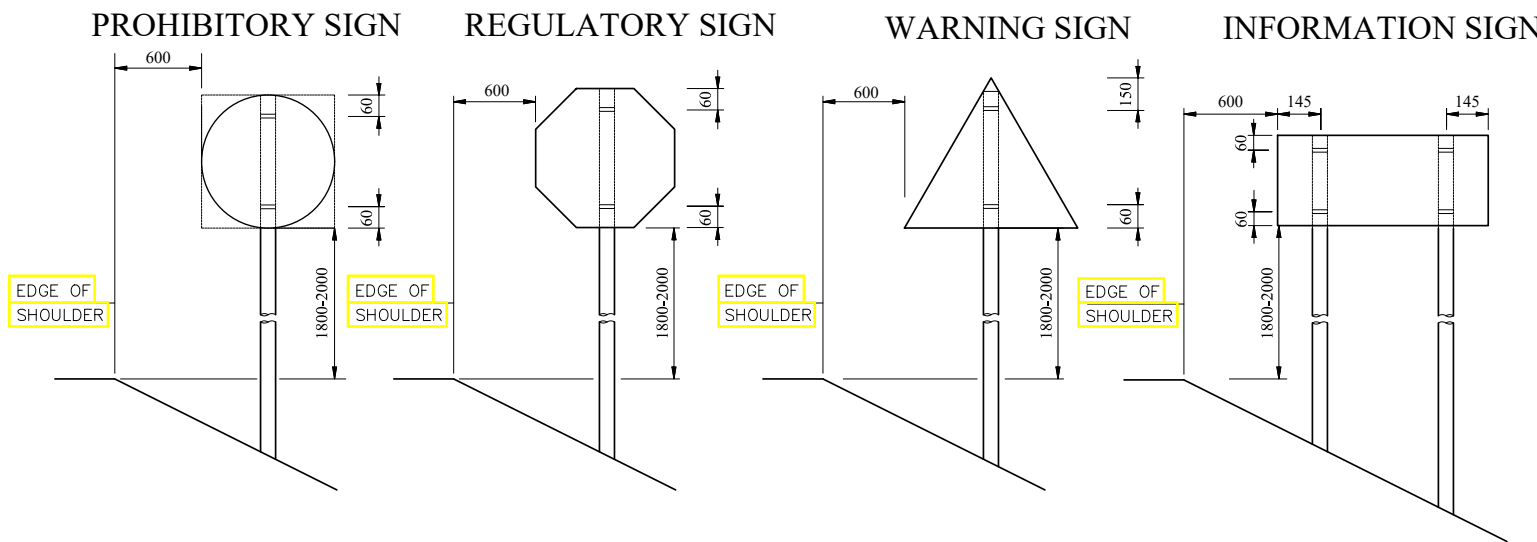 PROHIBITORY SIGN
REGULATORY SIGN
WARNING SIGN
INFORMATION SIGN
600
60
60
1800-2000
EDGE OF
SHOULDER
600
60
60
1800-2000
EDGE OF
SHOULDER
600
150
60
1800-2000
EDGE OF
SHOULDER
600
145
145
60
60
1800-2000
EDGE OF
SHOULDER